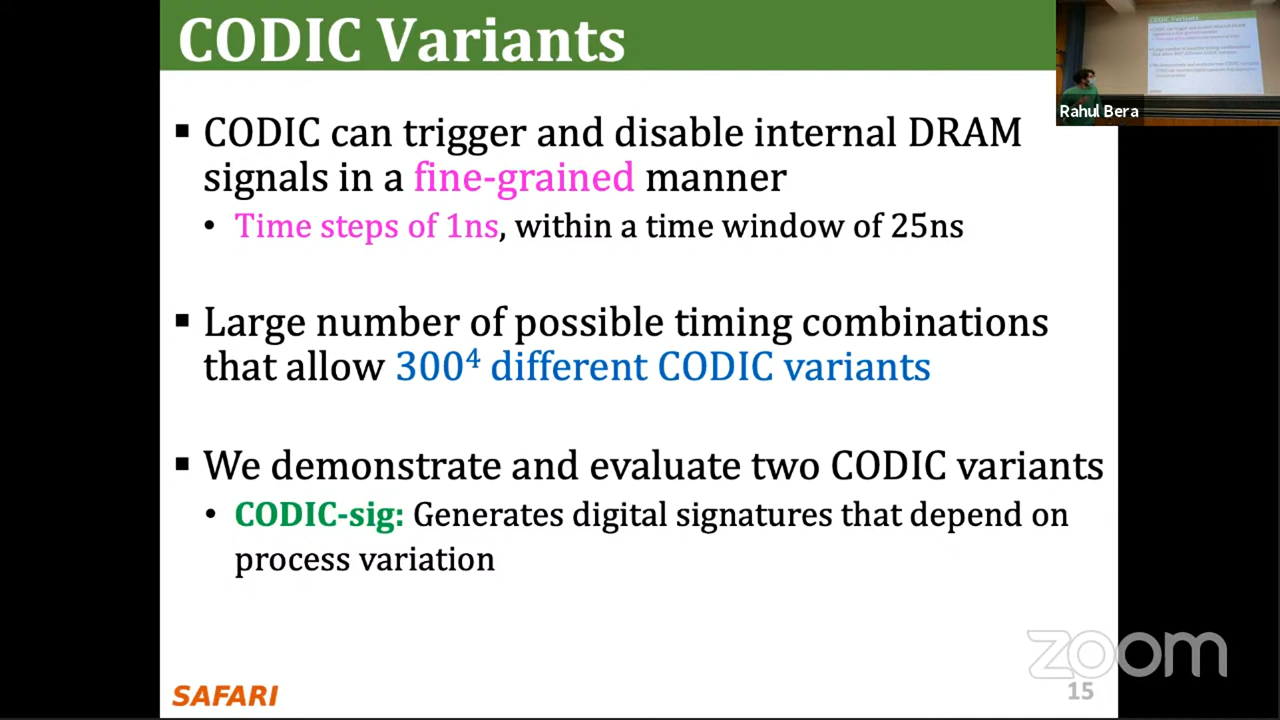 CODIC Variants
▪ CODIC can trigger and disable internal DRAM
signals in a fine-grained manner
• Time steps of 1ns, within a time window of 25ns
▪ Large number of possible timing combinations
that allow 300⁴ different CODIC variants
▪ We demonstrate and evaluate two CODIC variants
• CODIC-sig: Generates digital signatures that depend on
process variation
SAFARI
15
zoom
Rahul Bera
CODIC Variants